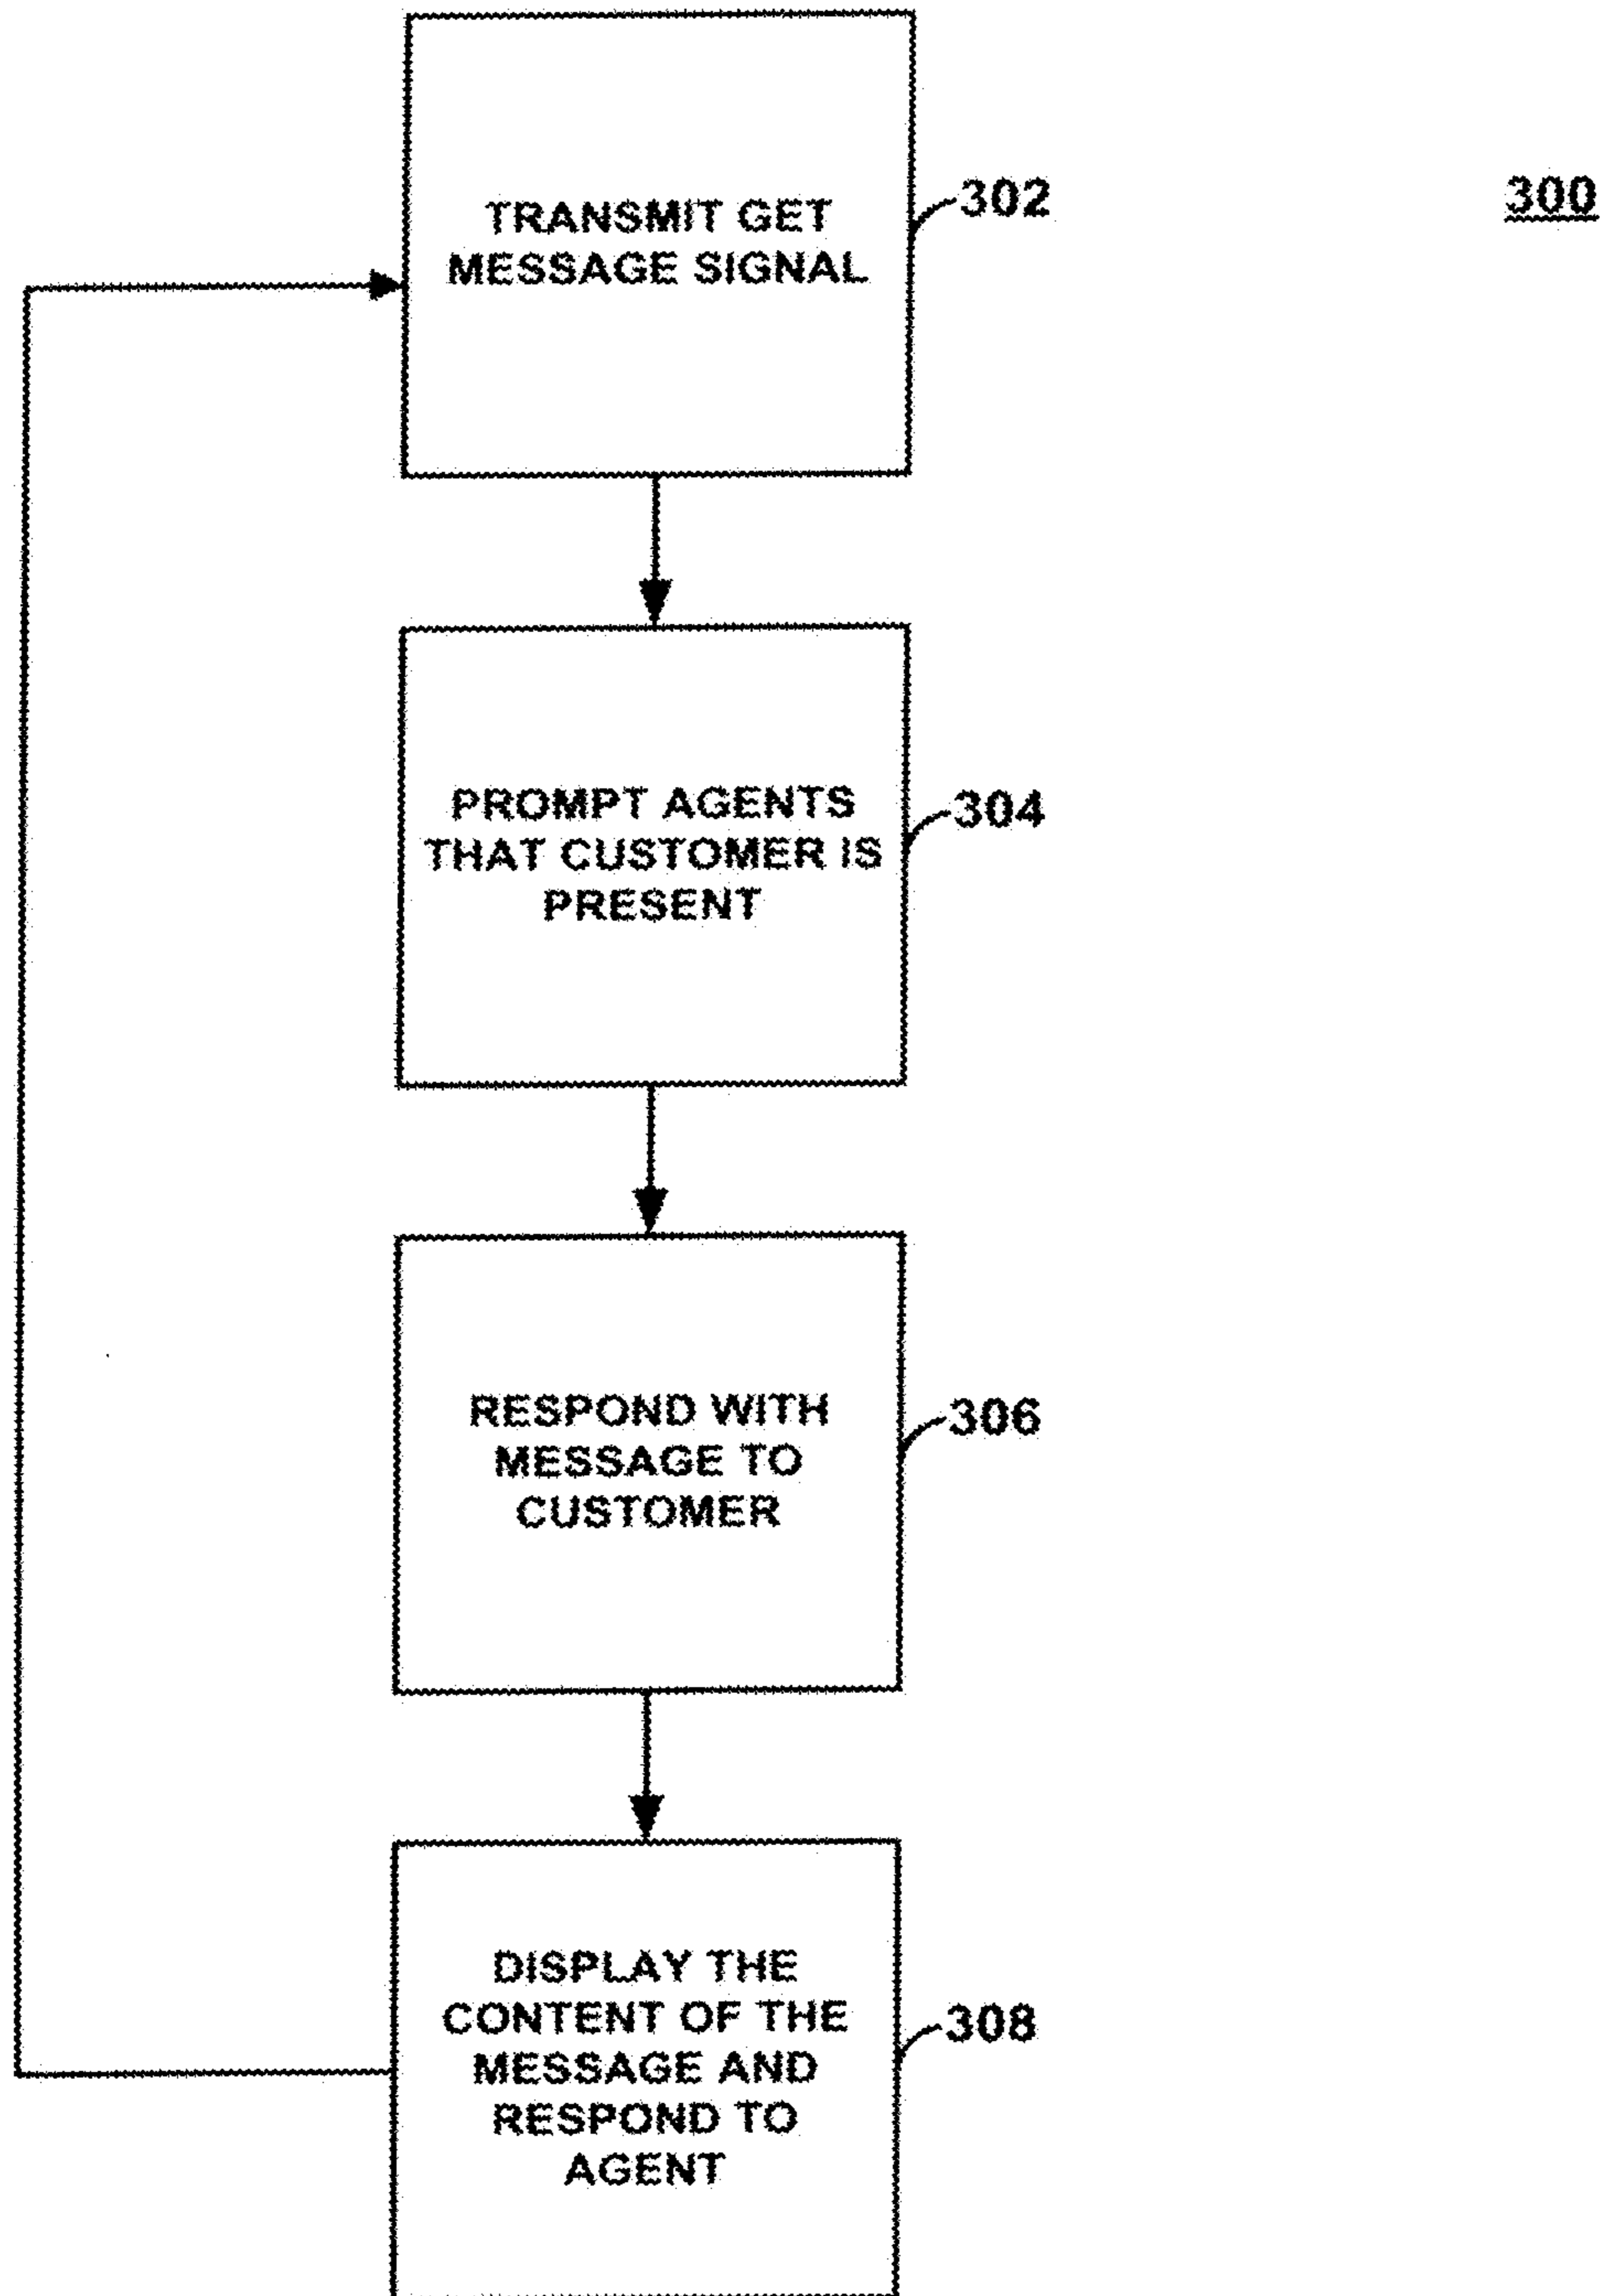 TRANSMIT GET
MESSAGE SIGNAL
302
300
PROMPT AGENTS
THAT CUSTOMER IS
PRESENT
304
RESPOND WITH
MESSAGE TO
CUSTOMER
306
DISPLAY THE
CONTENT OF THE
MESSAGE AND
RESPOND TO
AGENT
308